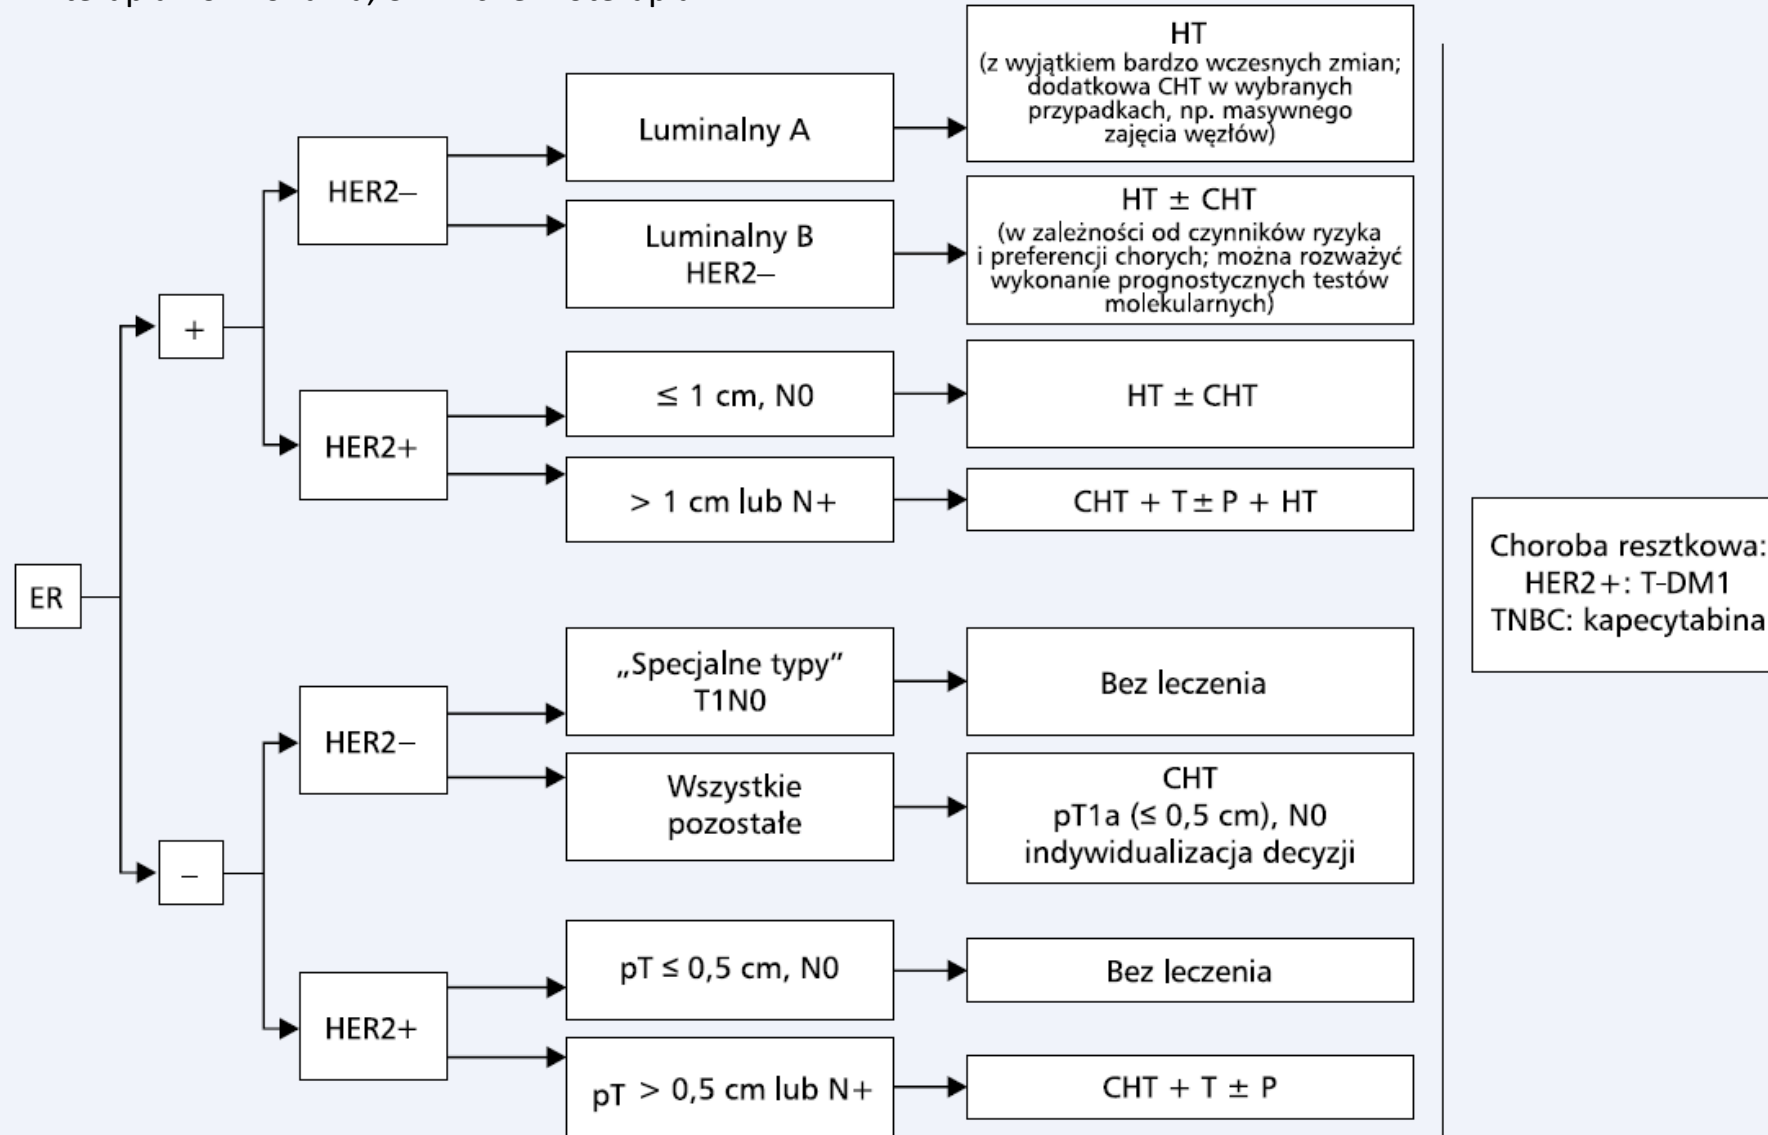 HT
(z wyjątkiem bardzo wczesnych zmian;
dodatkowa CHT w wybranych
przypadkach, np. masywnego
zajęcia węzłów)
Luminalny A
HER2–
HT ± CHT
(w zależności od czynników ryzyka
i preferencji chorych; można rozważyć
wykonanie prognostycznych testów
molekularnych)
Luminalny B
HER2–
+
≤ 1 cm, N0
HT ± CHT
HER2+
> 1 cm lub N+
CHT + T ± P + HT
Choroba resztkowa:
HER2+: T-DM1
TNBC: kapecytabina
ER
„Specjalne typy”
T1N0
Bez leczenia
HER2–
Wszystkie
pozostałe
CHT
pT1a (≤ 0,5 cm), N0
indywidualizacja decyzji
–
pT ≤ 0,5 cm, N0
Bez leczenia
HER2+
pT > 0,5 cm lub N+
CHT + T ± P